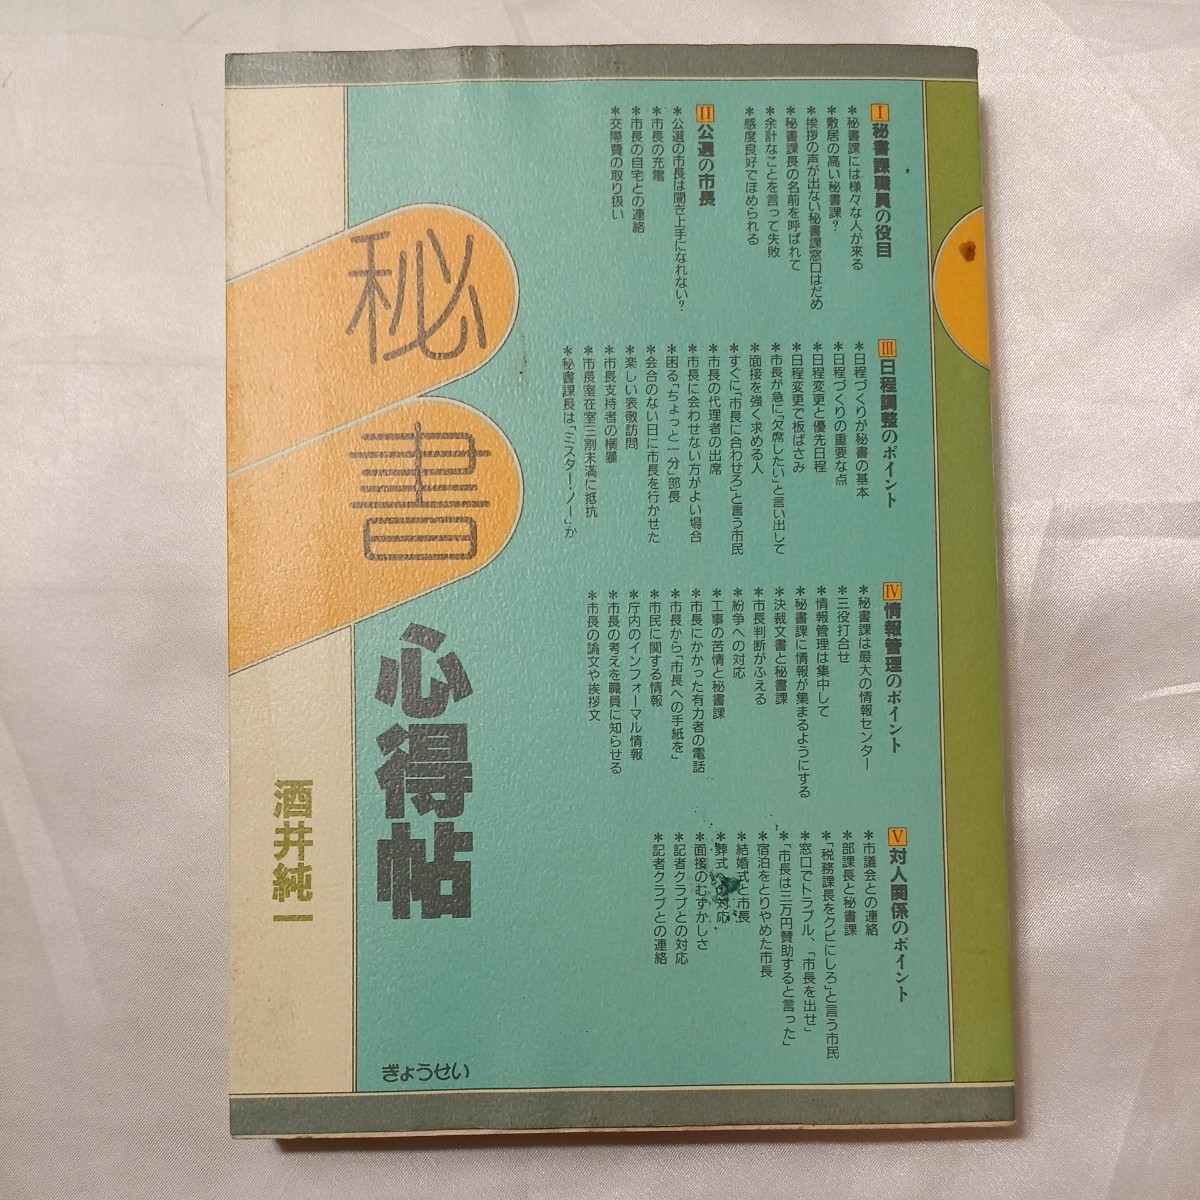 Ⅰ 秘書課職員の役目
*秘書課には様々な人が来る
*敷居の高い秘書課?
*挨拶の声が出ない秘書課窓口はだめ
*秘書課長の名前を呼ばれて
*余計なことを言って失敗
*感度良好でほめられる
Ⅱ 公選の市長
*公選の市長は聞き上手になれない?
*市長の充電
*市長の自宅との連絡
*交際費の取り扱い
Ⅲ 日程調整のポイント
*日程づくりが秘書の基本
*日程づくりの重要な点
*日程変更と優先日程
*日程変更で板ばさみ
*市長が急に「欠席したい」と言い出して
*面接を強く求める人
*すぐに「市長に合わせろ」と言う市民
*市長の代理者の出席
*市長に会わせない方がよい場合
*困る「ちょっと一分」部長
*会合のない日に市長を行かせた
*楽しい表敬訪問
*市長支持者の横暴
*市長室在室三割未満に抵抗
*秘書課長は「ミスター・ノー」か
Ⅳ 情報管理のポイント
*秘書課は最大の情報センター
*三役打合せ
*情報管理は集中して
*秘書課に情報が集まるようにする
*決裁文書と秘書課
*市長判断がふえる
*紛争への対応
*工事の苦情と秘書課
*市長にかかった有力者の電話
*市長から「市長への手紙を」
*市民に関する情報
*庁内のインフォーマル情報
*市長の考えを職員に知らせる
*市長の論文や挨拶文
Ⅴ 対人関係のポイント
*市議会との連絡
*部課長と秘書課
*「税務課長をクビにしろ」と言う市民
*窓口でトラブル、「市長を出せ」
*「市長は三万円賛助すると言った」
*宿泊をとりやめた市長
*結婚式と市長
*葬式への対応
*面接のむずかしさ
*記者クラブとの対応
*記者クラブとの連絡
秘書
心得帖
酒井純一
ぎょうせい